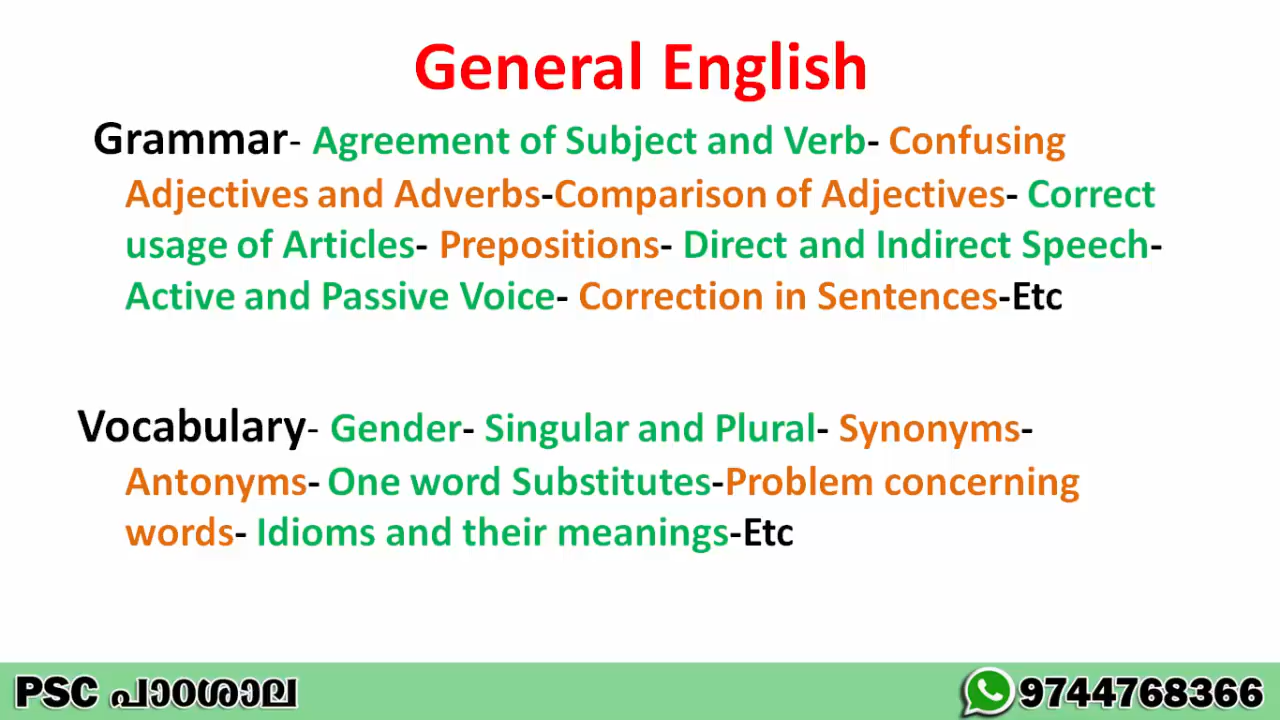 General English
Grammar- Agreement of Subject and Verb- Confusing
Adjectives and Adverbs-Comparison of Adjectives- Correct
usage of Articles- Prepositions- Direct and Indirect Speech-
Active and Passive Voice- Correction in Sentences-Etc
Vocabulary- Gender- Singular and Plural- Synonyms-
Antonyms- One word Substitutes-Problem concerning
words- Idioms and their meanings-Etc
PSC പാഠശാല 9744768366